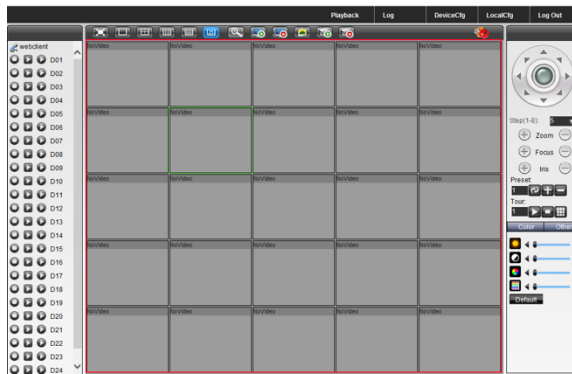 Playback Log DeviceCfg LocalCfg Log Out
webclient
D01
D02
D03
D04
D05
D06
D07
D08
D09
D10
D11
D12
D13
D14
D15
D16
D17
D18
D19
D20
D21
D22
D23
D24
NoVideo NoVideo NoVideo NoVideo NoVideo
NoVideo NoVideo NoVideo NoVideo NoVideo
NoVideo NoVideo NoVideo NoVideo NoVideo
NoVideo NoVideo NoVideo NoVideo NoVideo
NoVideo NoVideo NoVideo NoVideo NoVideo
Step(1-8): 5
Zoom
Focus
Iris
Preset
1
Tour:
1
Color Other
Default